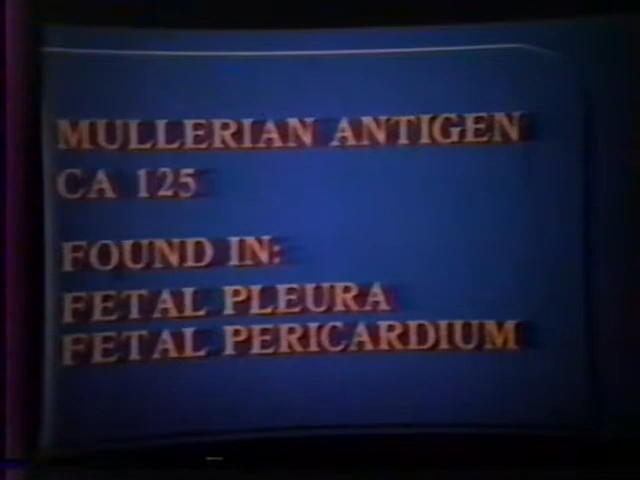 MULLERIAN ANTIGEN
CA 125
FOUND IN:
FETAL PLEURA
FETAL PERICARDIUM